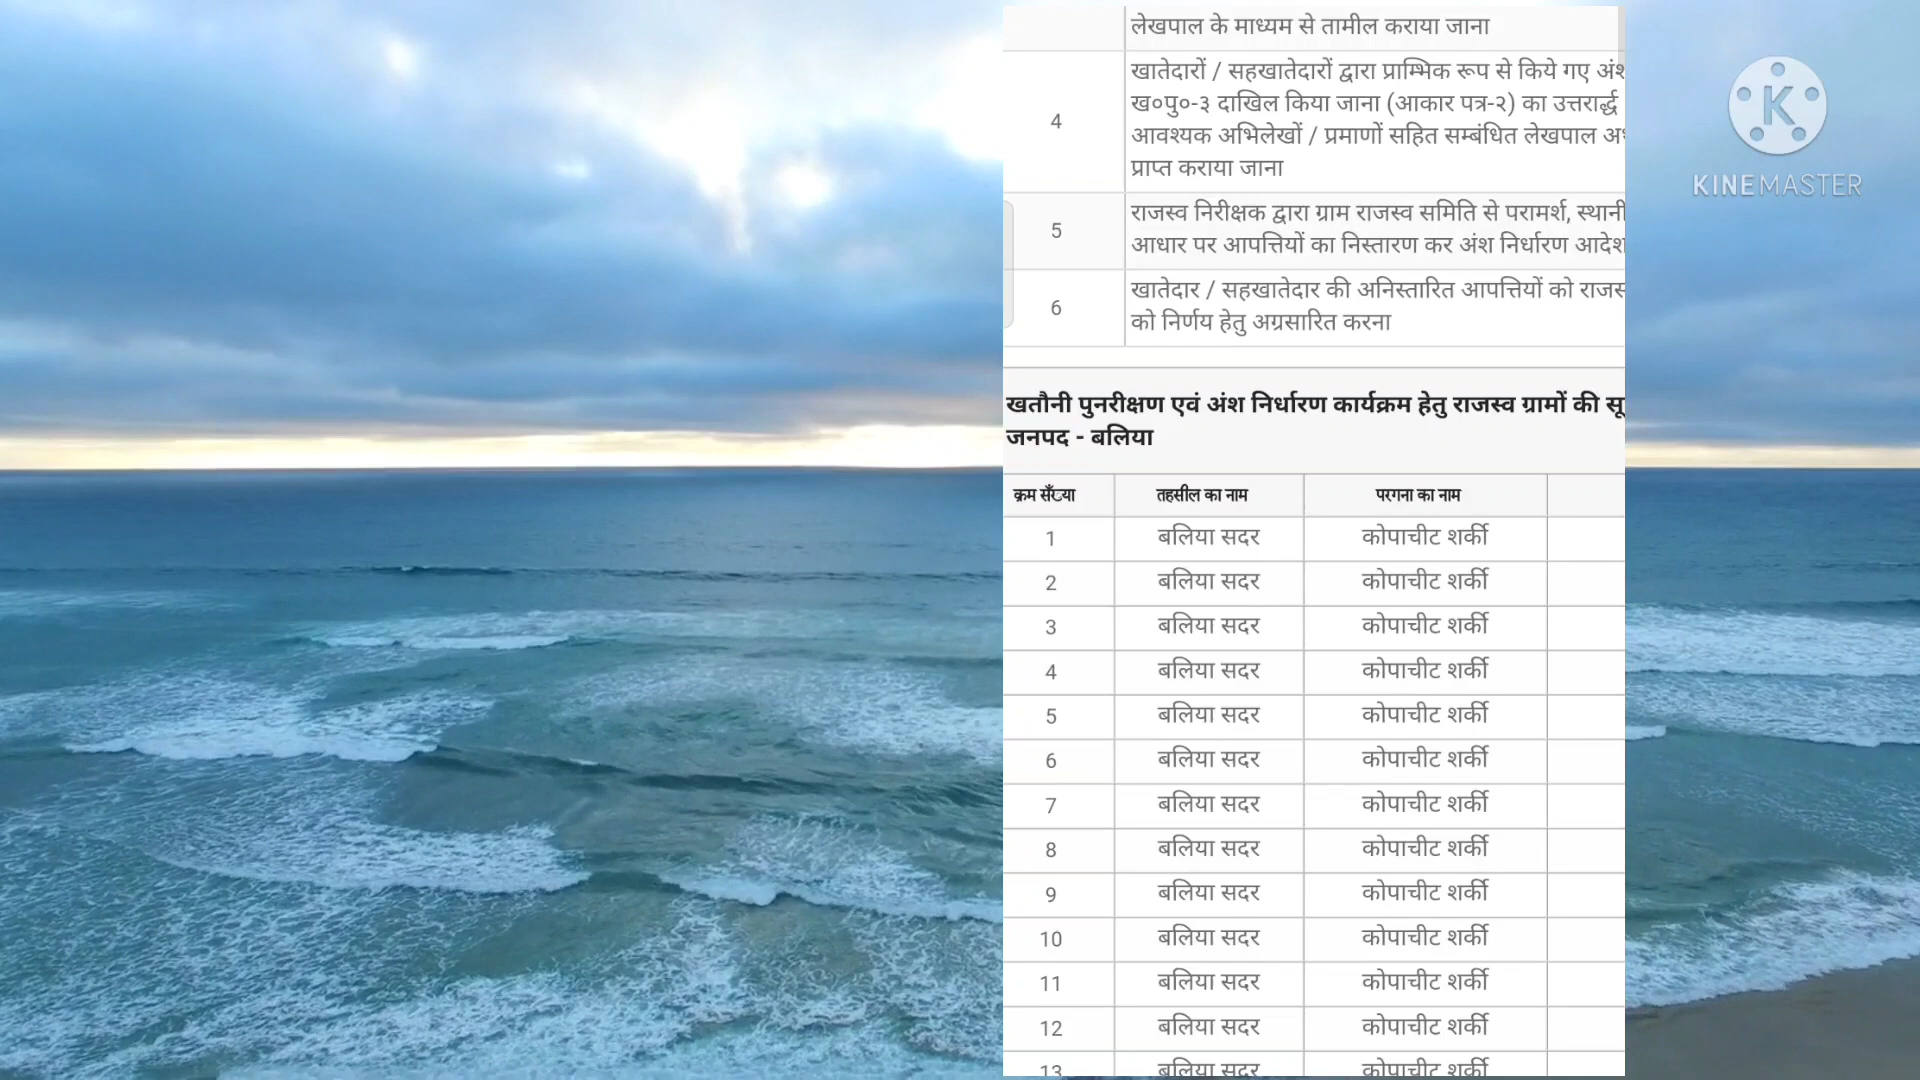 लेखपाल के माध्यम से तामील कराया जाना
4
खातेदारों / सहखातेदारों द्वारा प्राम्भिक रूप से किये गए
ख०पु०-३ दाखिल किया जाना (आकार पत्र-२) का उत्तरार्द्ध
आवश्यक अभिलेखों / प्रमाणों सहित सम्बंधित लेखपाल
प्राप्त कराया जाना
5
राजस्व निरीक्षक द्वारा ग्राम राजस्व समिति से परामर्श,
आधार पर आपत्तियों का निस्तारण कर अंश निर्धारण
6
खातेदार / सहखातेदार की अनिस्तारित आपत्तियों को
को निर्णय हेतु अग्रसारित करना
खतौनी पुनरीक्षण एवं अंश निर्धारण कार्यक्रम हेतु राजस्व ग्रामों की
जनपद - बलिया
क्रम सँख्या तहसील का नाम परगना का नाम
1 बलिया सदर कोपाचीट शर्की
2 बलिया सदर कोपाचीट शर्की
3 बलिया सदर कोपाचीट शर्की
4 बलिया सदर कोपाचीट शर्की
5 बलिया सदर कोपाचीट शर्की
6 बलिया सदर कोपाचीट शर्की
7 बलिया सदर कोपाचीट शर्की
8 बलिया सदर कोपाचीट शर्की
9 बलिया सदर कोपाचीट शर्की
10 बलिया सदर कोपाचीट शर्की
11 बलिया सदर कोपाचीट शर्की
12 बलिया सदर कोपाचीट शर्की
13 बलिया सदर कोपाचीट शर्की
K
KINEMASTER